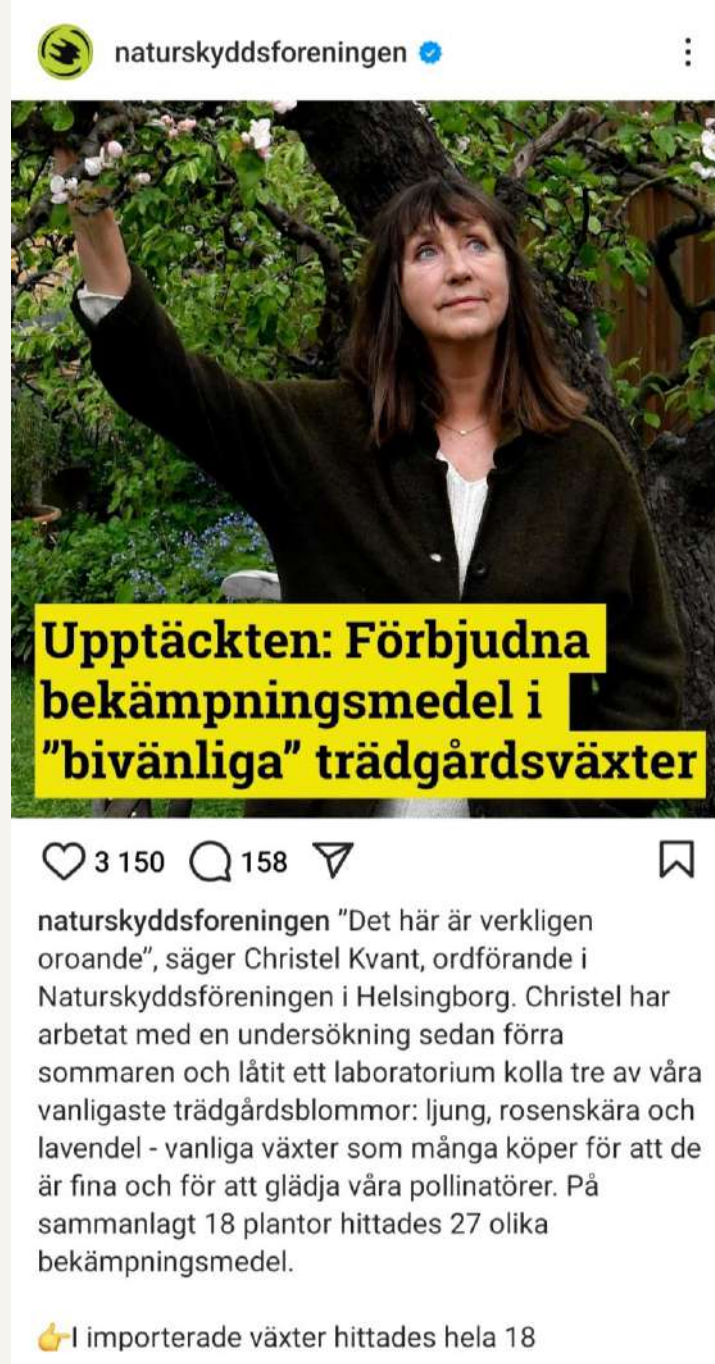 naturskyddsforeningen
Upptäckten: Förbjudna
bekämpningsmedel i
”bivänliga” trädgårdsväxter
3 150 158
naturskyddsforeningen ”Det här är verkligen
oroande”, säger Christel Kvant, ordförande i
Naturskyddsföreningen i Helsingborg. Christel har
arbetat med en undersökning sedan förra
sommaren och låtit ett laboratorium kolla tre av våra
vanligaste trädgårdsblommor: ljung, rosenskära och
lavendel - vanliga växter som många köper för att de
är fina och för att glädja våra pollinatörer. På
sammanlagt 18 plantor hittades 27 olika
bekämpningsmedel.
👉I importerade växter hittades hela 18